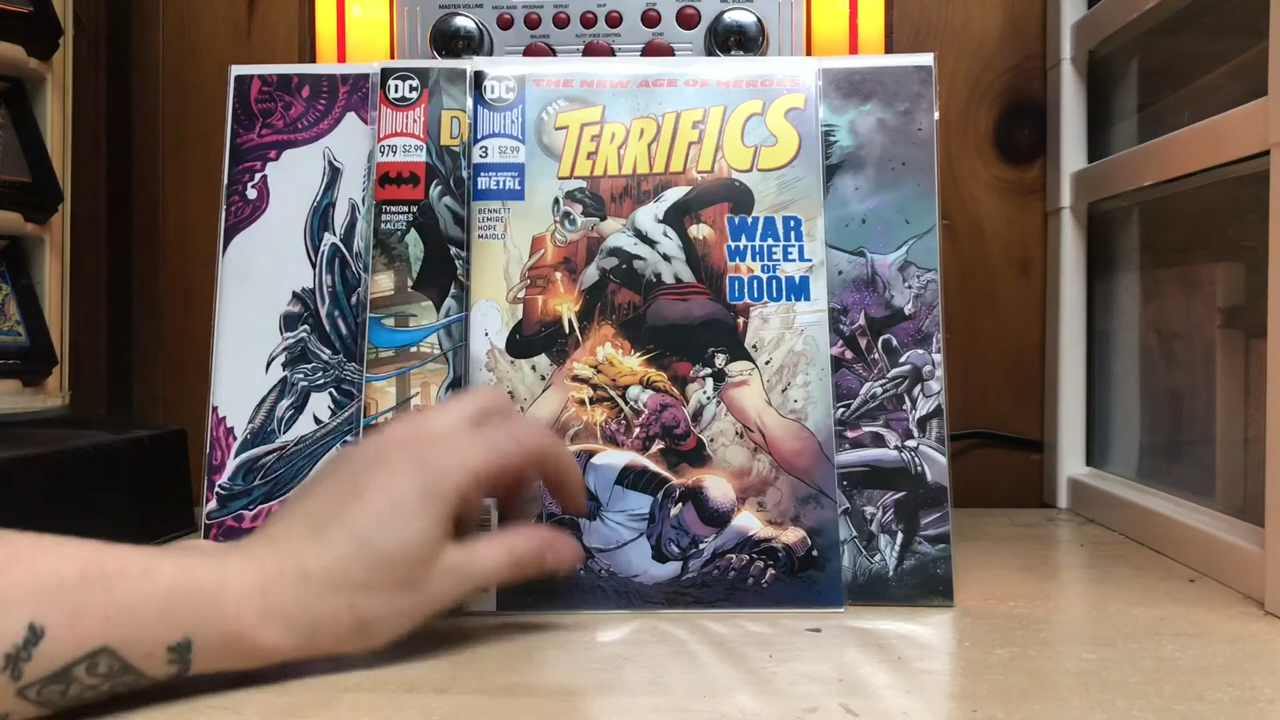 MASTER VOLUME
MEGA BASS
PROGRAM
REPEAT
SKIP
STOP
MIC VOLUME
BALANCE
AUTO VOICE CONTROL
ECHO
DC
UNIVERSE
979 $2.99
TYNION IV
BRIONES
KALISZ
D
DC
UNIVERSE
3 $2.99
DARK NIGHTS
METAL
BENNETT
LEMIRE
HOPE
MAIOLO
THE NEW AGE OF HEROES
THE
TERRIFICS
WAR
WHEEL
OF
DOOM